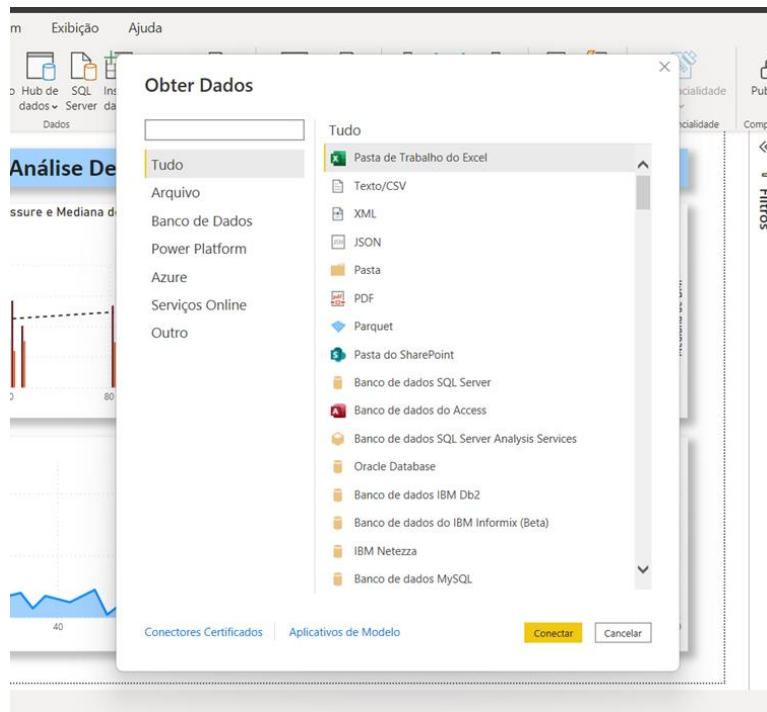 Exibição Ajuda
Hub de
dados
SQL
Server
Dados
Análise De
ssure e Mediana d
80
40
Filtros
Obter Dados
Tudo
Arquivo
Banco de Dados
Power Platform
Azure
Serviços Online
Outro
Tudo
Pasta de Trabalho do Excel
Texto/CSV
XML
JSON
Pasta
PDF
Parquet
Pasta do SharePoint
Banco de dados SQL Server
Banco de dados do Access
Banco de dados SQL Server Analysis Services
Oracle Database
Banco de dados IBM Db2
Banco de dados do IBM Informix (Beta)
IBM Netezza
Banco de dados MySQL
Conectores Certificados
Aplicativos de Modelo
Conectar
Cancelar